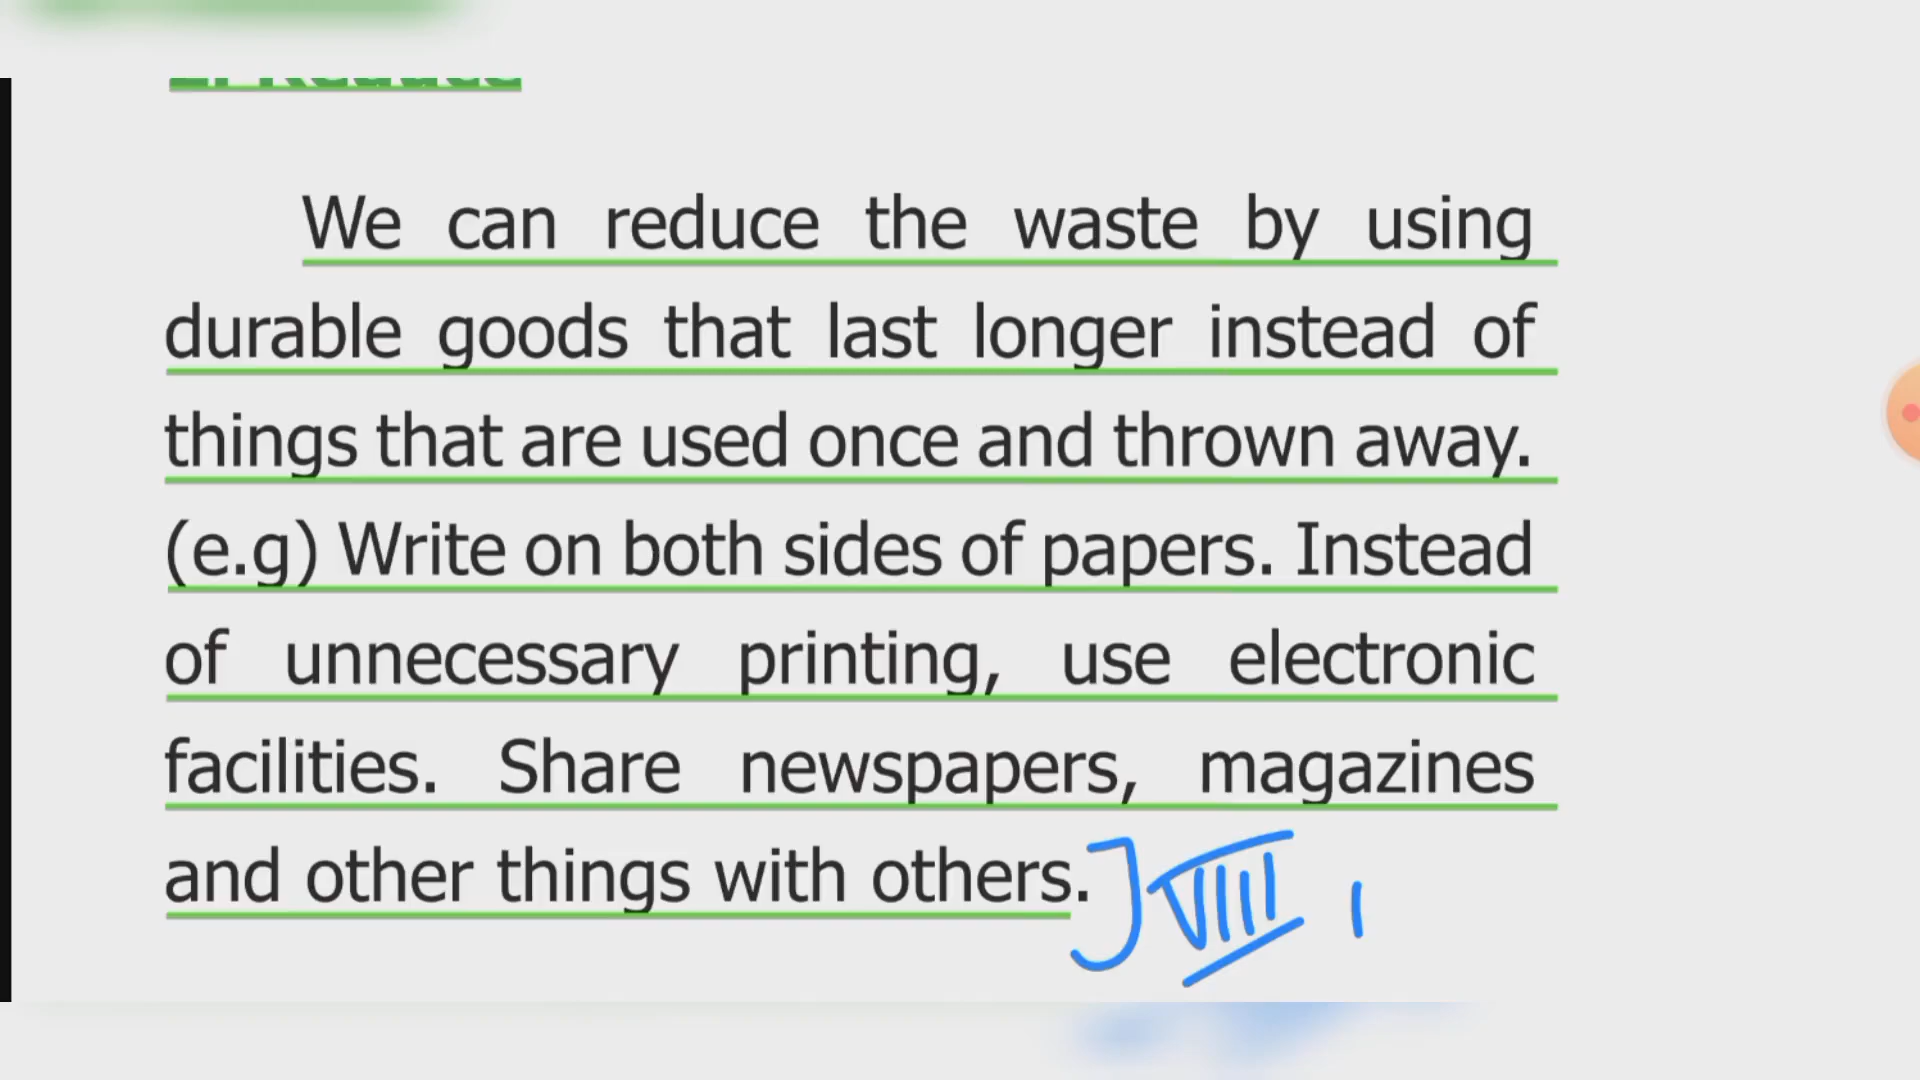 We can reduce the waste by using
durable goods that last longer instead of
things that are used once and thrown away.
(e.g) Write on both sides of papers. Instead
of unnecessary printing, use electronic
facilities. Share newspapers, magazines
and other things with others.
VIII